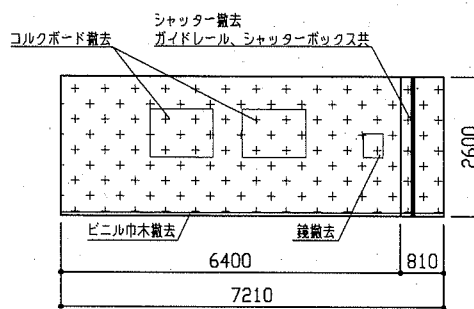 シャッター撤去
コルクボード撤去
ガイドレール、シャッターボックス共
2600
ビニル巾木撤去
鏡撤去
6400
810
7210